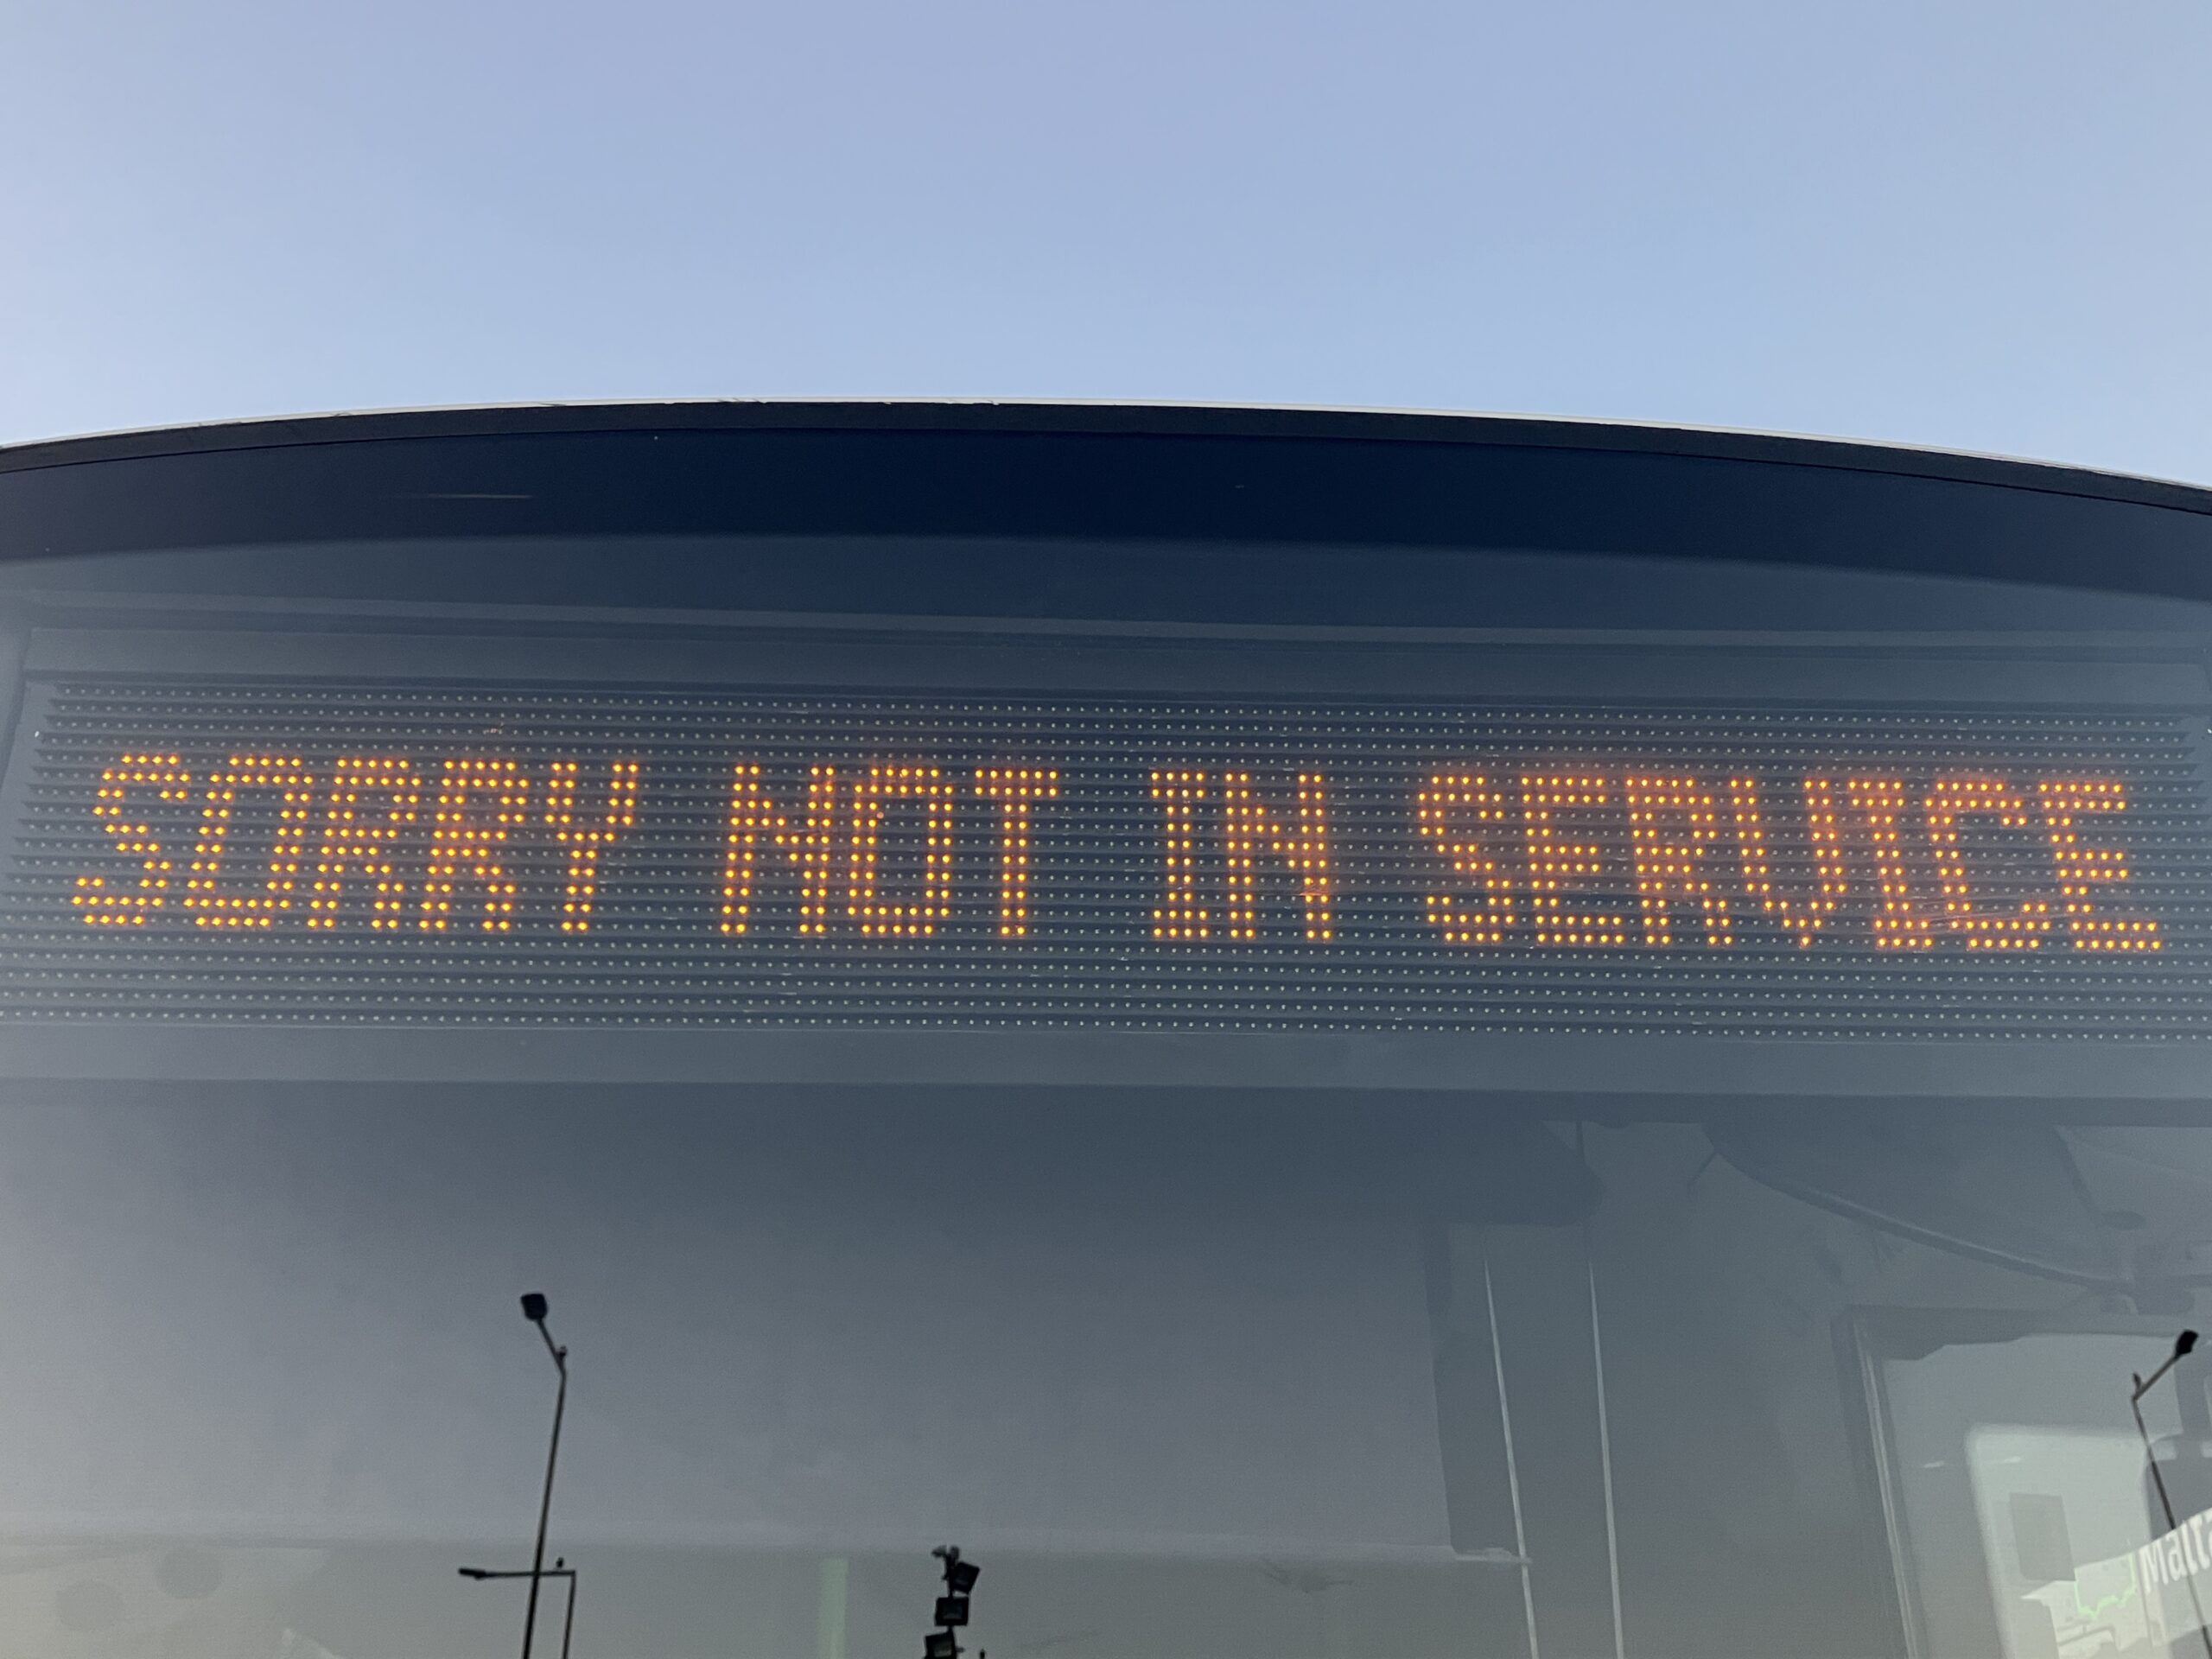 SORRY NOT IN SERVICE